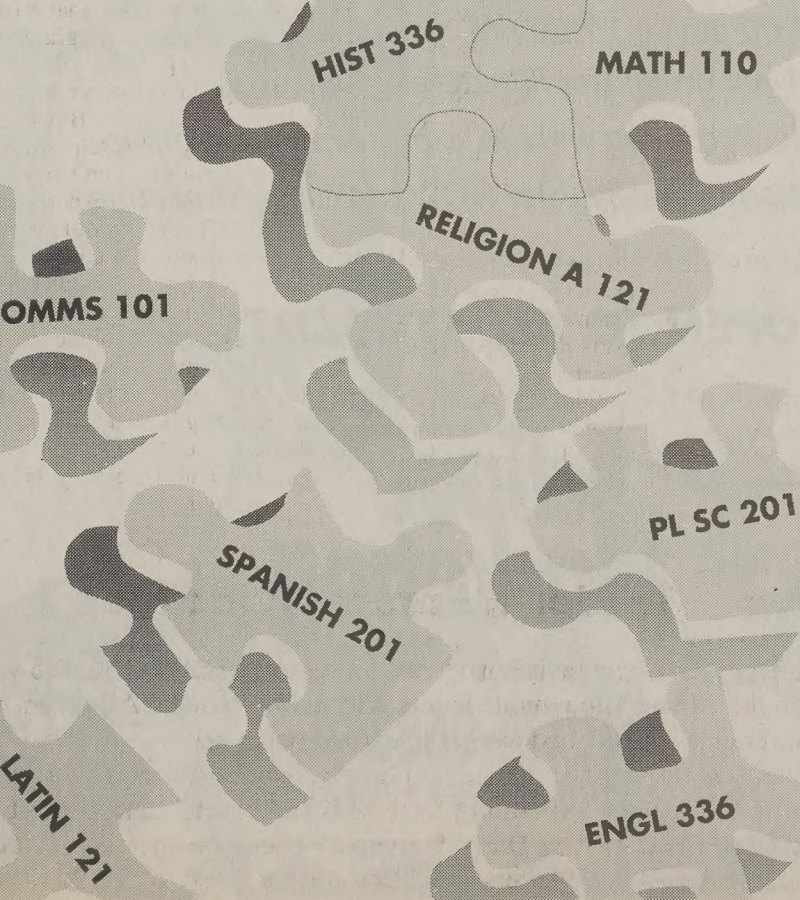 HIST 336
MATH 110
RELIGION A 121
OMMS 101
PL SC 201
SPANISH 201
LATIN 121
ENGL 336